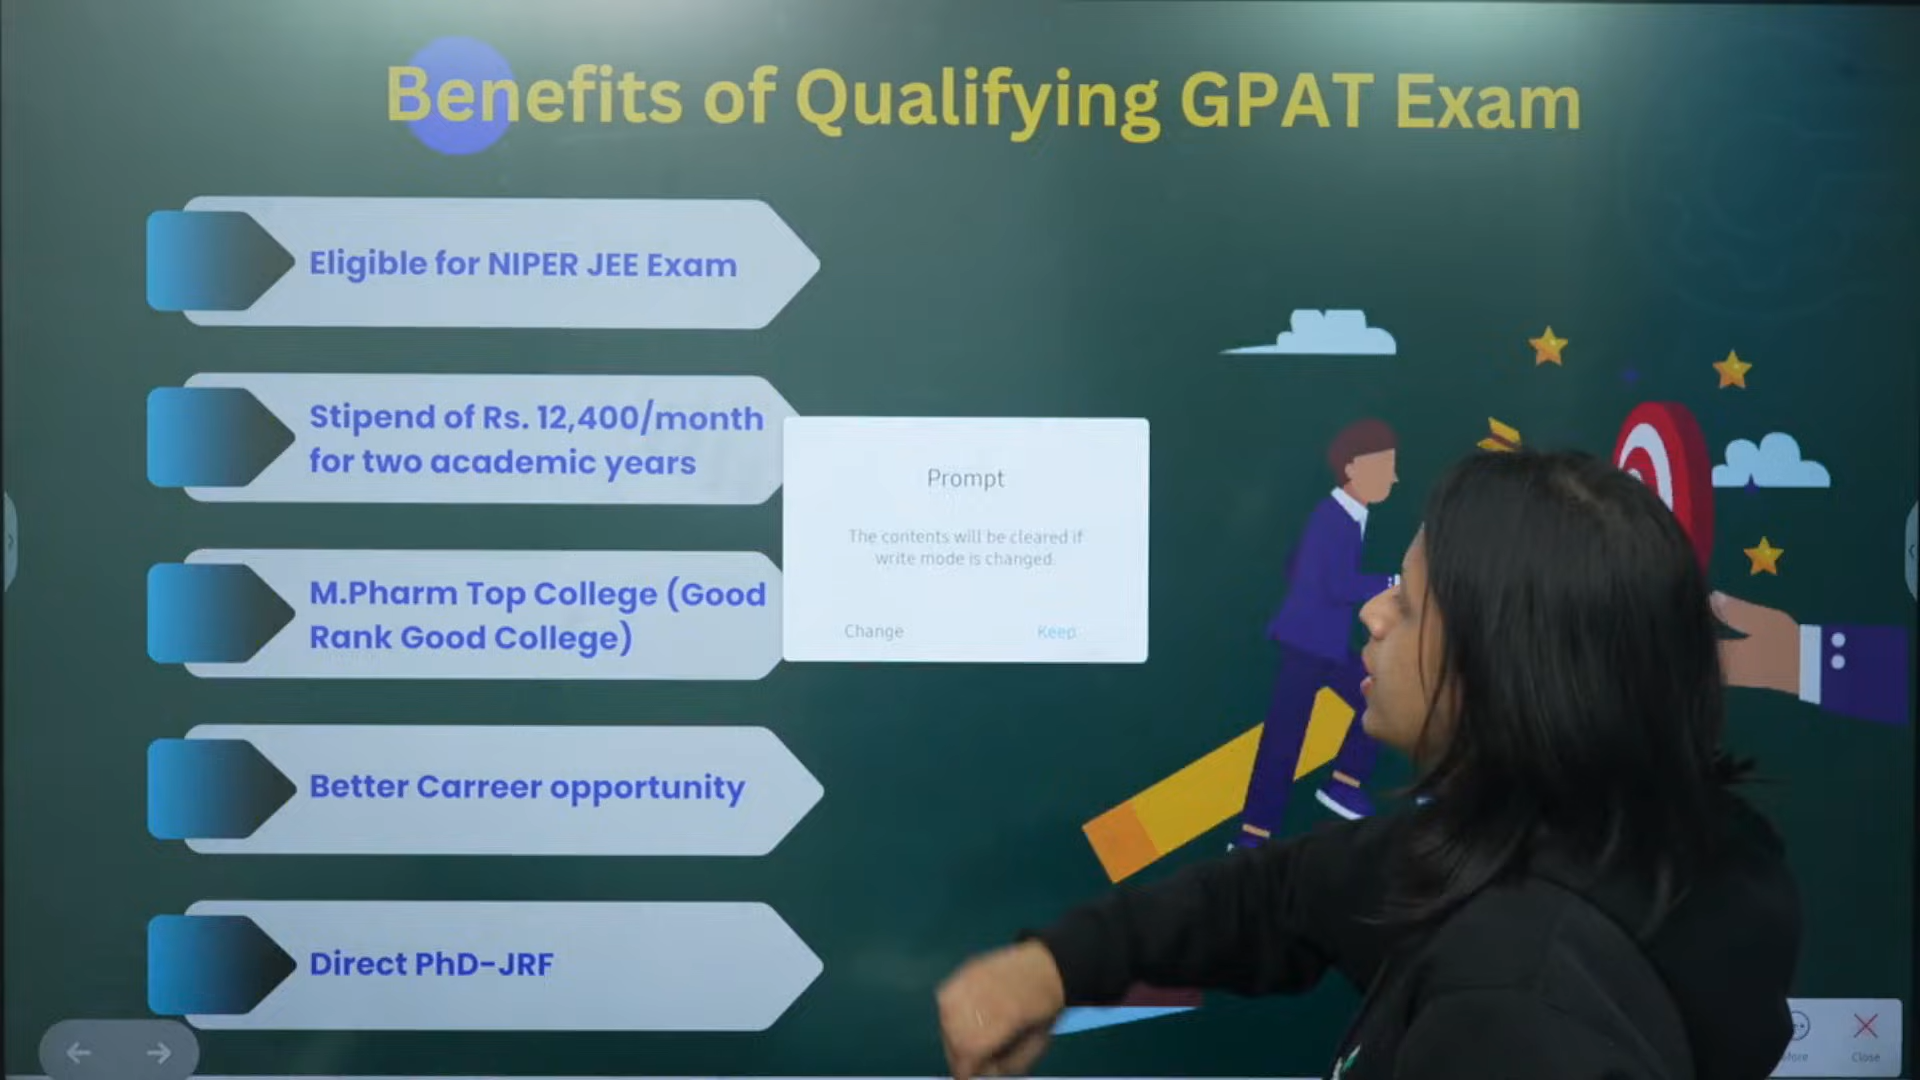 Benefits of Qualifying GPAT Exam
Eligible for NIPER JEE Exam
Stipend of Rs. 12,400/month
for two academic years
M.Pharm Top College (Good
Rank Good College)
Better Carreer opportunity
Direct PhD-JRF
Prompt
The contents will be cleared if
write mode is changed.
Change
Keep
Close